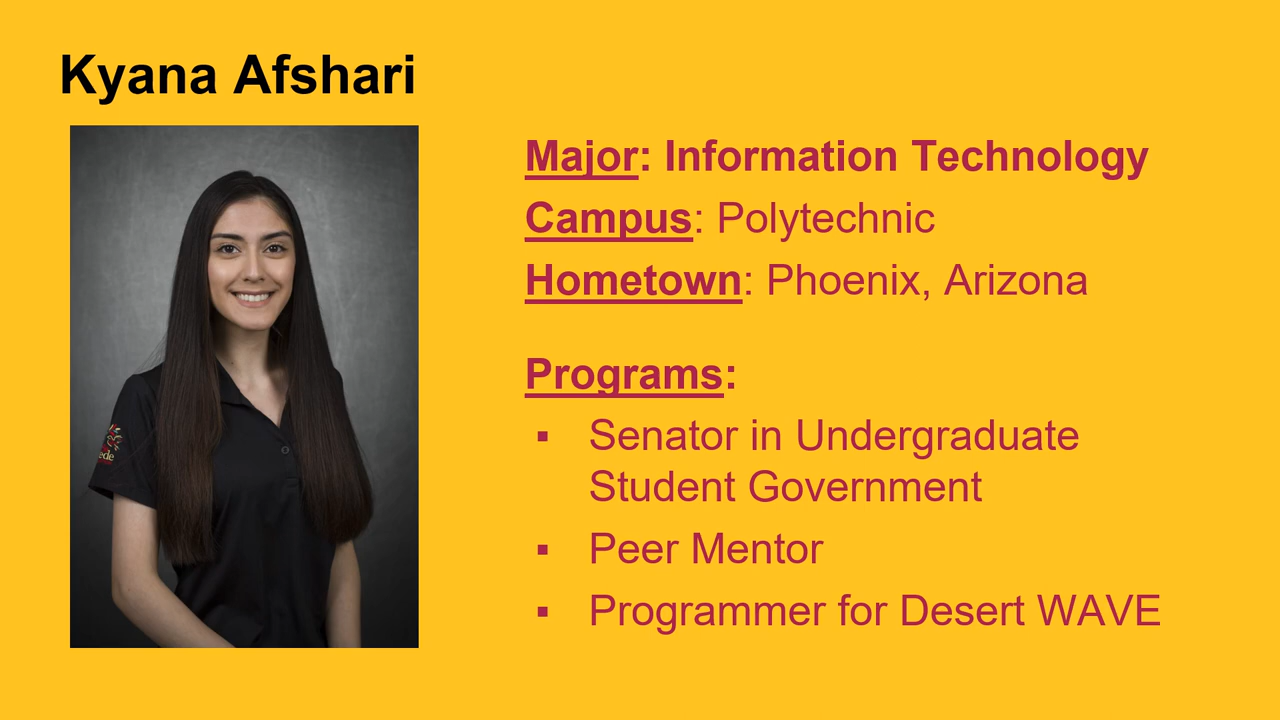 Kyana Afshari
Major: Information Technology
Campus: Polytechnic
Hometown: Phoenix, Arizona
Programs:
▪ Senator in Undergraduate
Student Government
▪ Peer Mentor
▪ Programmer for Desert WAVE
ede